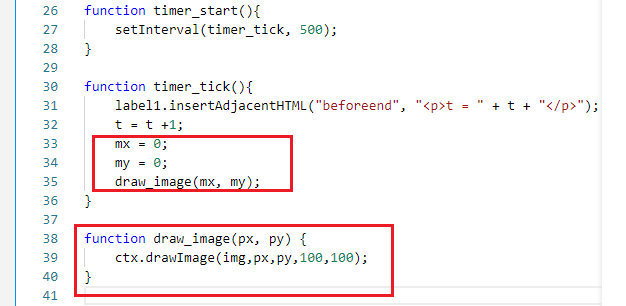 26 function timer_start(){
27     setInterval(timer_tick, 500);
28 }
29
30 function timer_tick(){
31     label1.insertAdjacentHTML("beforeend", "<p>t = " + t + "</p>");
32     t = t +1;
33     mx = 0;
34     my = 0;
35     draw_image(mx, my);
36 }
37
38 function draw_image(px, py) {
39     ctx.drawImage(img,px,py,100,100);
40 }
41